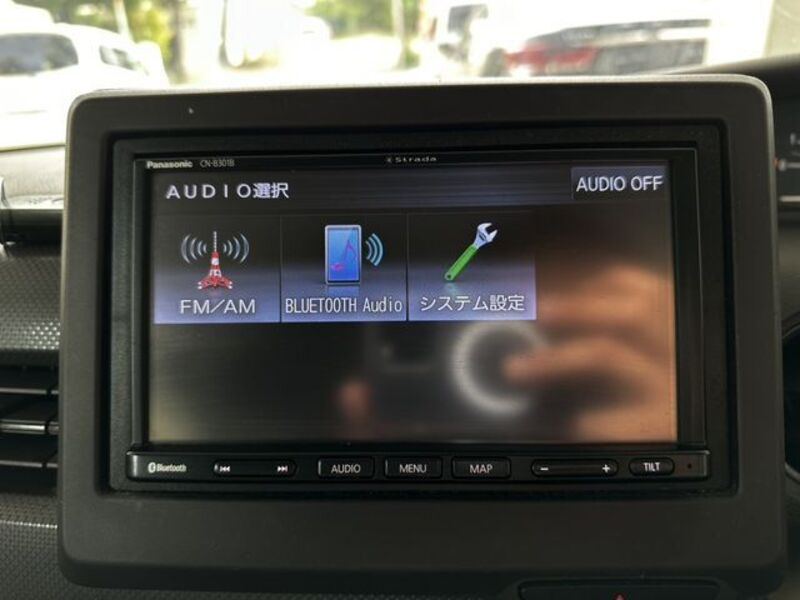 Panasonic CN-B301B
Strada
AUDIO選択
AUDIO OFF
FM/AM
BLUETOOTH Audio
システム設定
Bluetooth
AUDIO
MENU
MAP
− +
TILT